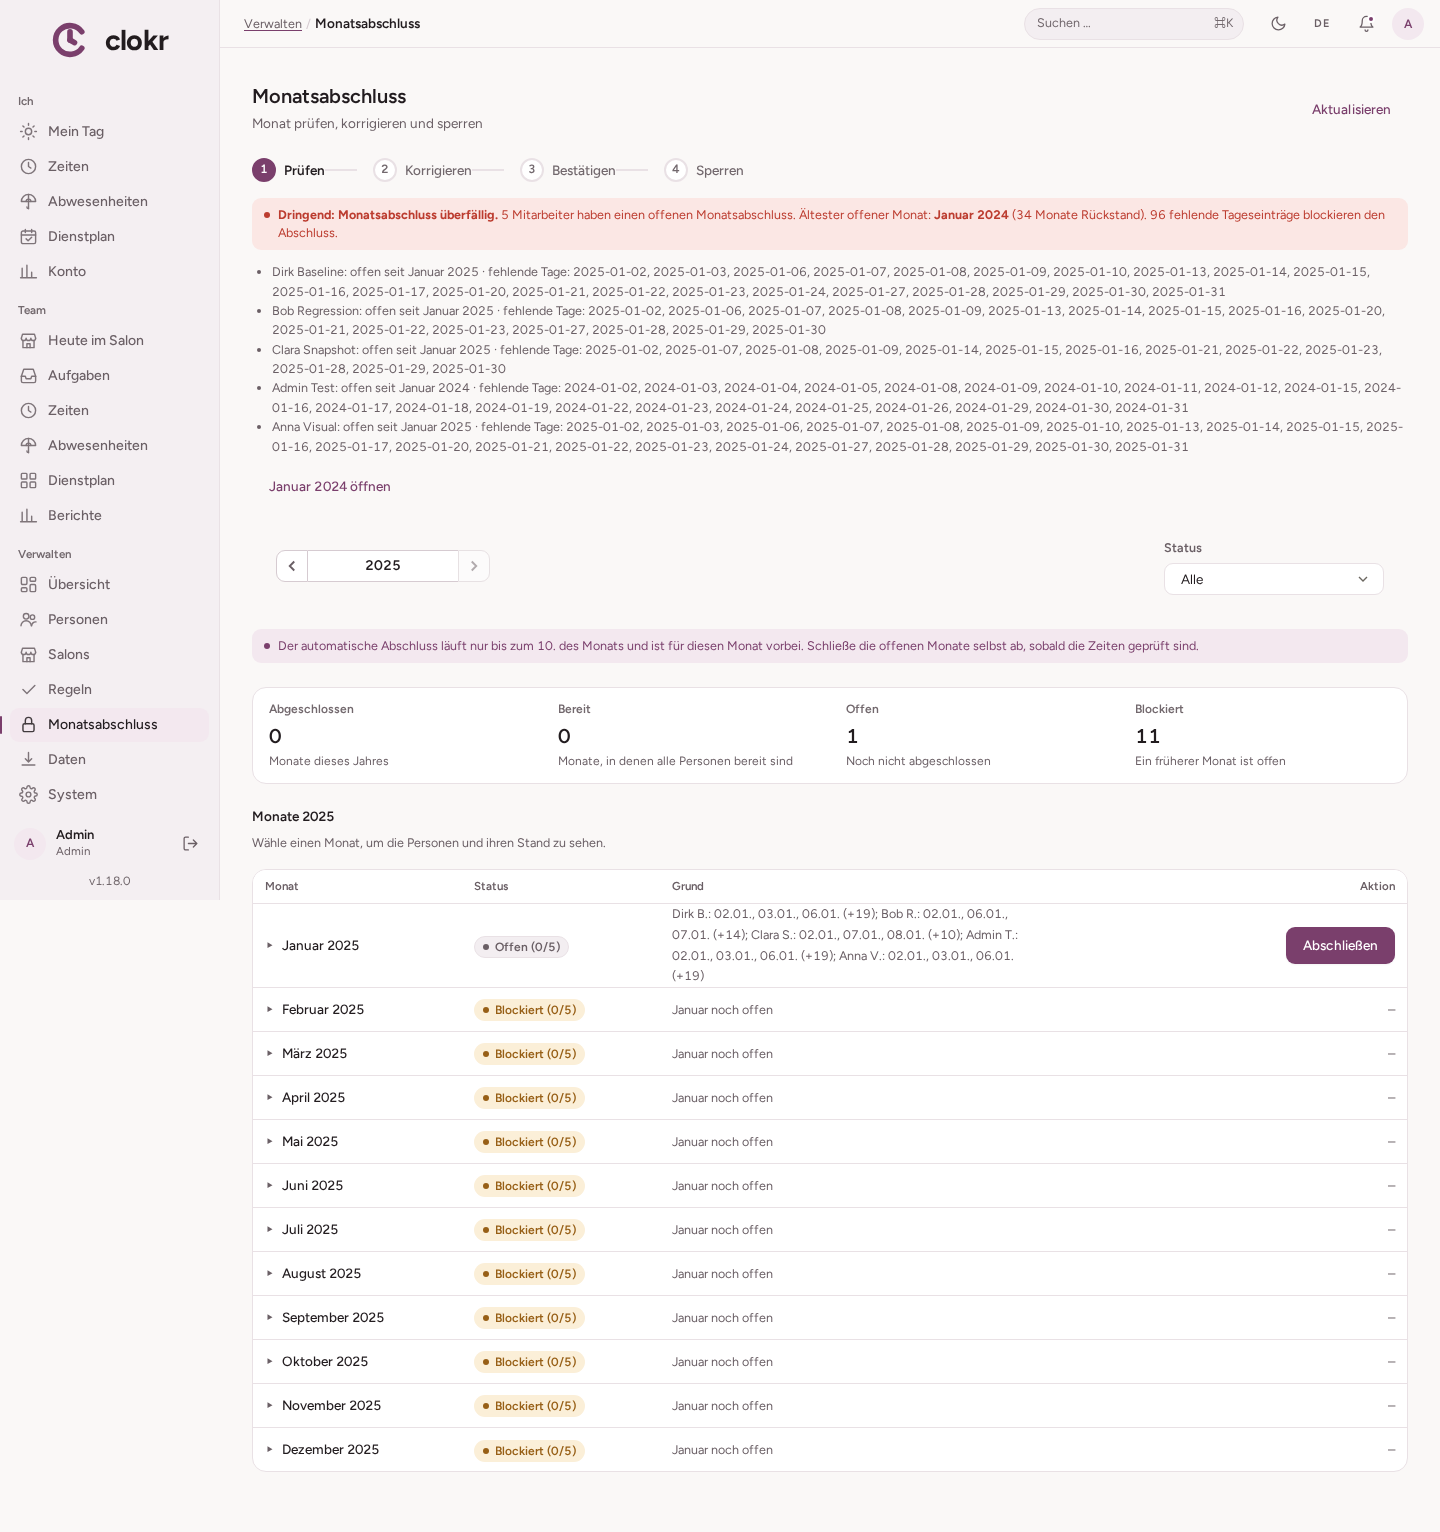 clokr
Verwalten / Monatsabschluss
Suchen ... ⌘K
DE
A
Ich
Mein Tag
Zeiten
Abwesenheiten
Dienstplan
Konto
Team
Heute im Salon
Aufgaben
Zeiten
Abwesenheiten
Dienstplan
Berichte
Verwalten
Übersicht
Personen
Salons
Regeln
Monatsabschluss
Daten
System
A
Admin
Admin
v1.18.0
Monatsabschluss
Monat prüfen, korrigieren und sperren
Aktualisieren
1 Prüfen 2 Korrigieren 3 Bestätigen 4 Sperren
Dringend: Monatsabschluss überfällig. 5 Mitarbeiter haben einen offenen Monatsabschluss. Ältester offener Monat: Januar 2024 (34 Monate Rückstand). 96 fehlende Tageseinträge blockieren den
Abschluss.
• Dirk Baseline: offen seit Januar 2025 · fehlende Tage: 2025-01-02, 2025-01-03, 2025-01-06, 2025-01-07, 2025-01-08, 2025-01-09, 2025-01-10, 2025-01-13, 2025-01-14, 2025-01-15,
2025-01-16, 2025-01-17, 2025-01-20, 2025-01-21, 2025-01-22, 2025-01-23, 2025-01-24, 2025-01-27, 2025-01-28, 2025-01-29, 2025-01-30, 2025-01-31
• Bob Regression: offen seit Januar 2025 · fehlende Tage: 2025-01-02, 2025-01-06, 2025-01-07, 2025-01-08, 2025-01-09, 2025-01-13, 2025-01-14, 2025-01-15, 2025-01-16, 2025-01-20,
2025-01-21, 2025-01-22, 2025-01-23, 2025-01-27, 2025-01-28, 2025-01-29, 2025-01-30
• Clara Snapshot: offen seit Januar 2025 · fehlende Tage: 2025-01-02, 2025-01-07, 2025-01-08, 2025-01-09, 2025-01-14, 2025-01-15, 2025-01-16, 2025-01-21, 2025-01-22, 2025-01-23,
2025-01-28, 2025-01-29, 2025-01-30
• Admin Test: offen seit Januar 2024 · fehlende Tage: 2024-01-02, 2024-01-03, 2024-01-04, 2024-01-05, 2024-01-08, 2024-01-09, 2024-01-10, 2024-01-11, 2024-01-12, 2024-01-15, 2024-
01-16, 2024-01-17, 2024-01-18, 2024-01-19, 2024-01-22, 2024-01-23, 2024-01-24, 2024-01-25, 2024-01-26, 2024-01-29, 2024-01-30, 2024-01-31
• Anna Visual: offen seit Januar 2025 · fehlende Tage: 2025-01-02, 2025-01-03, 2025-01-06, 2025-01-07, 2025-01-08, 2025-01-09, 2025-01-10, 2025-01-13, 2025-01-14, 2025-01-15, 2025-
01-16, 2025-01-17, 2025-01-20, 2025-01-21, 2025-01-22, 2025-01-23, 2025-01-24, 2025-01-27, 2025-01-28, 2025-01-29, 2025-01-30, 2025-01-31
Januar 2024 öffnen
2025
Status
Alle
Der automatische Abschluss läuft nur bis zum 10. des Monats und ist für diesen Monat vorbei. Schließe die offenen Monate selbst ab, sobald die Zeiten geprüft sind.
Abgeschlossen
0
Monate dieses Jahres
Bereit
0
Monate, in denen alle Personen bereit sind
Offen
1
Noch nicht abgeschlossen
Blockiert
11
Ein früherer Monat ist offen
Monate 2025
Wähle einen Monat, um die Personen und ihren Stand zu sehen.
Monat Status Grund Aktion
Januar 2025 Offen (0/5) Dirk B.: 02.01., 03.01., 06.01. (+19); Bob R.: 02.01., 06.01.,
07.01. (+14); Clara S.: 02.01., 07.01., 08.01. (+10); Admin T.:
02.01., 03.01., 06.01. (+19); Anna V.: 02.01., 03.01., 06.01.
(+19)
Abschließen
Februar 2025 Blockiert (0/5) Januar noch offen –
März 2025 Blockiert (0/5) Januar noch offen –
April 2025 Blockiert (0/5) Januar noch offen –
Mai 2025 Blockiert (0/5) Januar noch offen –
Juni 2025 Blockiert (0/5) Januar noch offen –
Juli 2025 Blockiert (0/5) Januar noch offen –
August 2025 Blockiert (0/5) Januar noch offen –
September 2025 Blockiert (0/5) Januar noch offen –
Oktober 2025 Blockiert (0/5) Januar noch offen –
November 2025 Blockiert (0/5) Januar noch offen –
Dezember 2025 Blockiert (0/5) Januar noch offen –